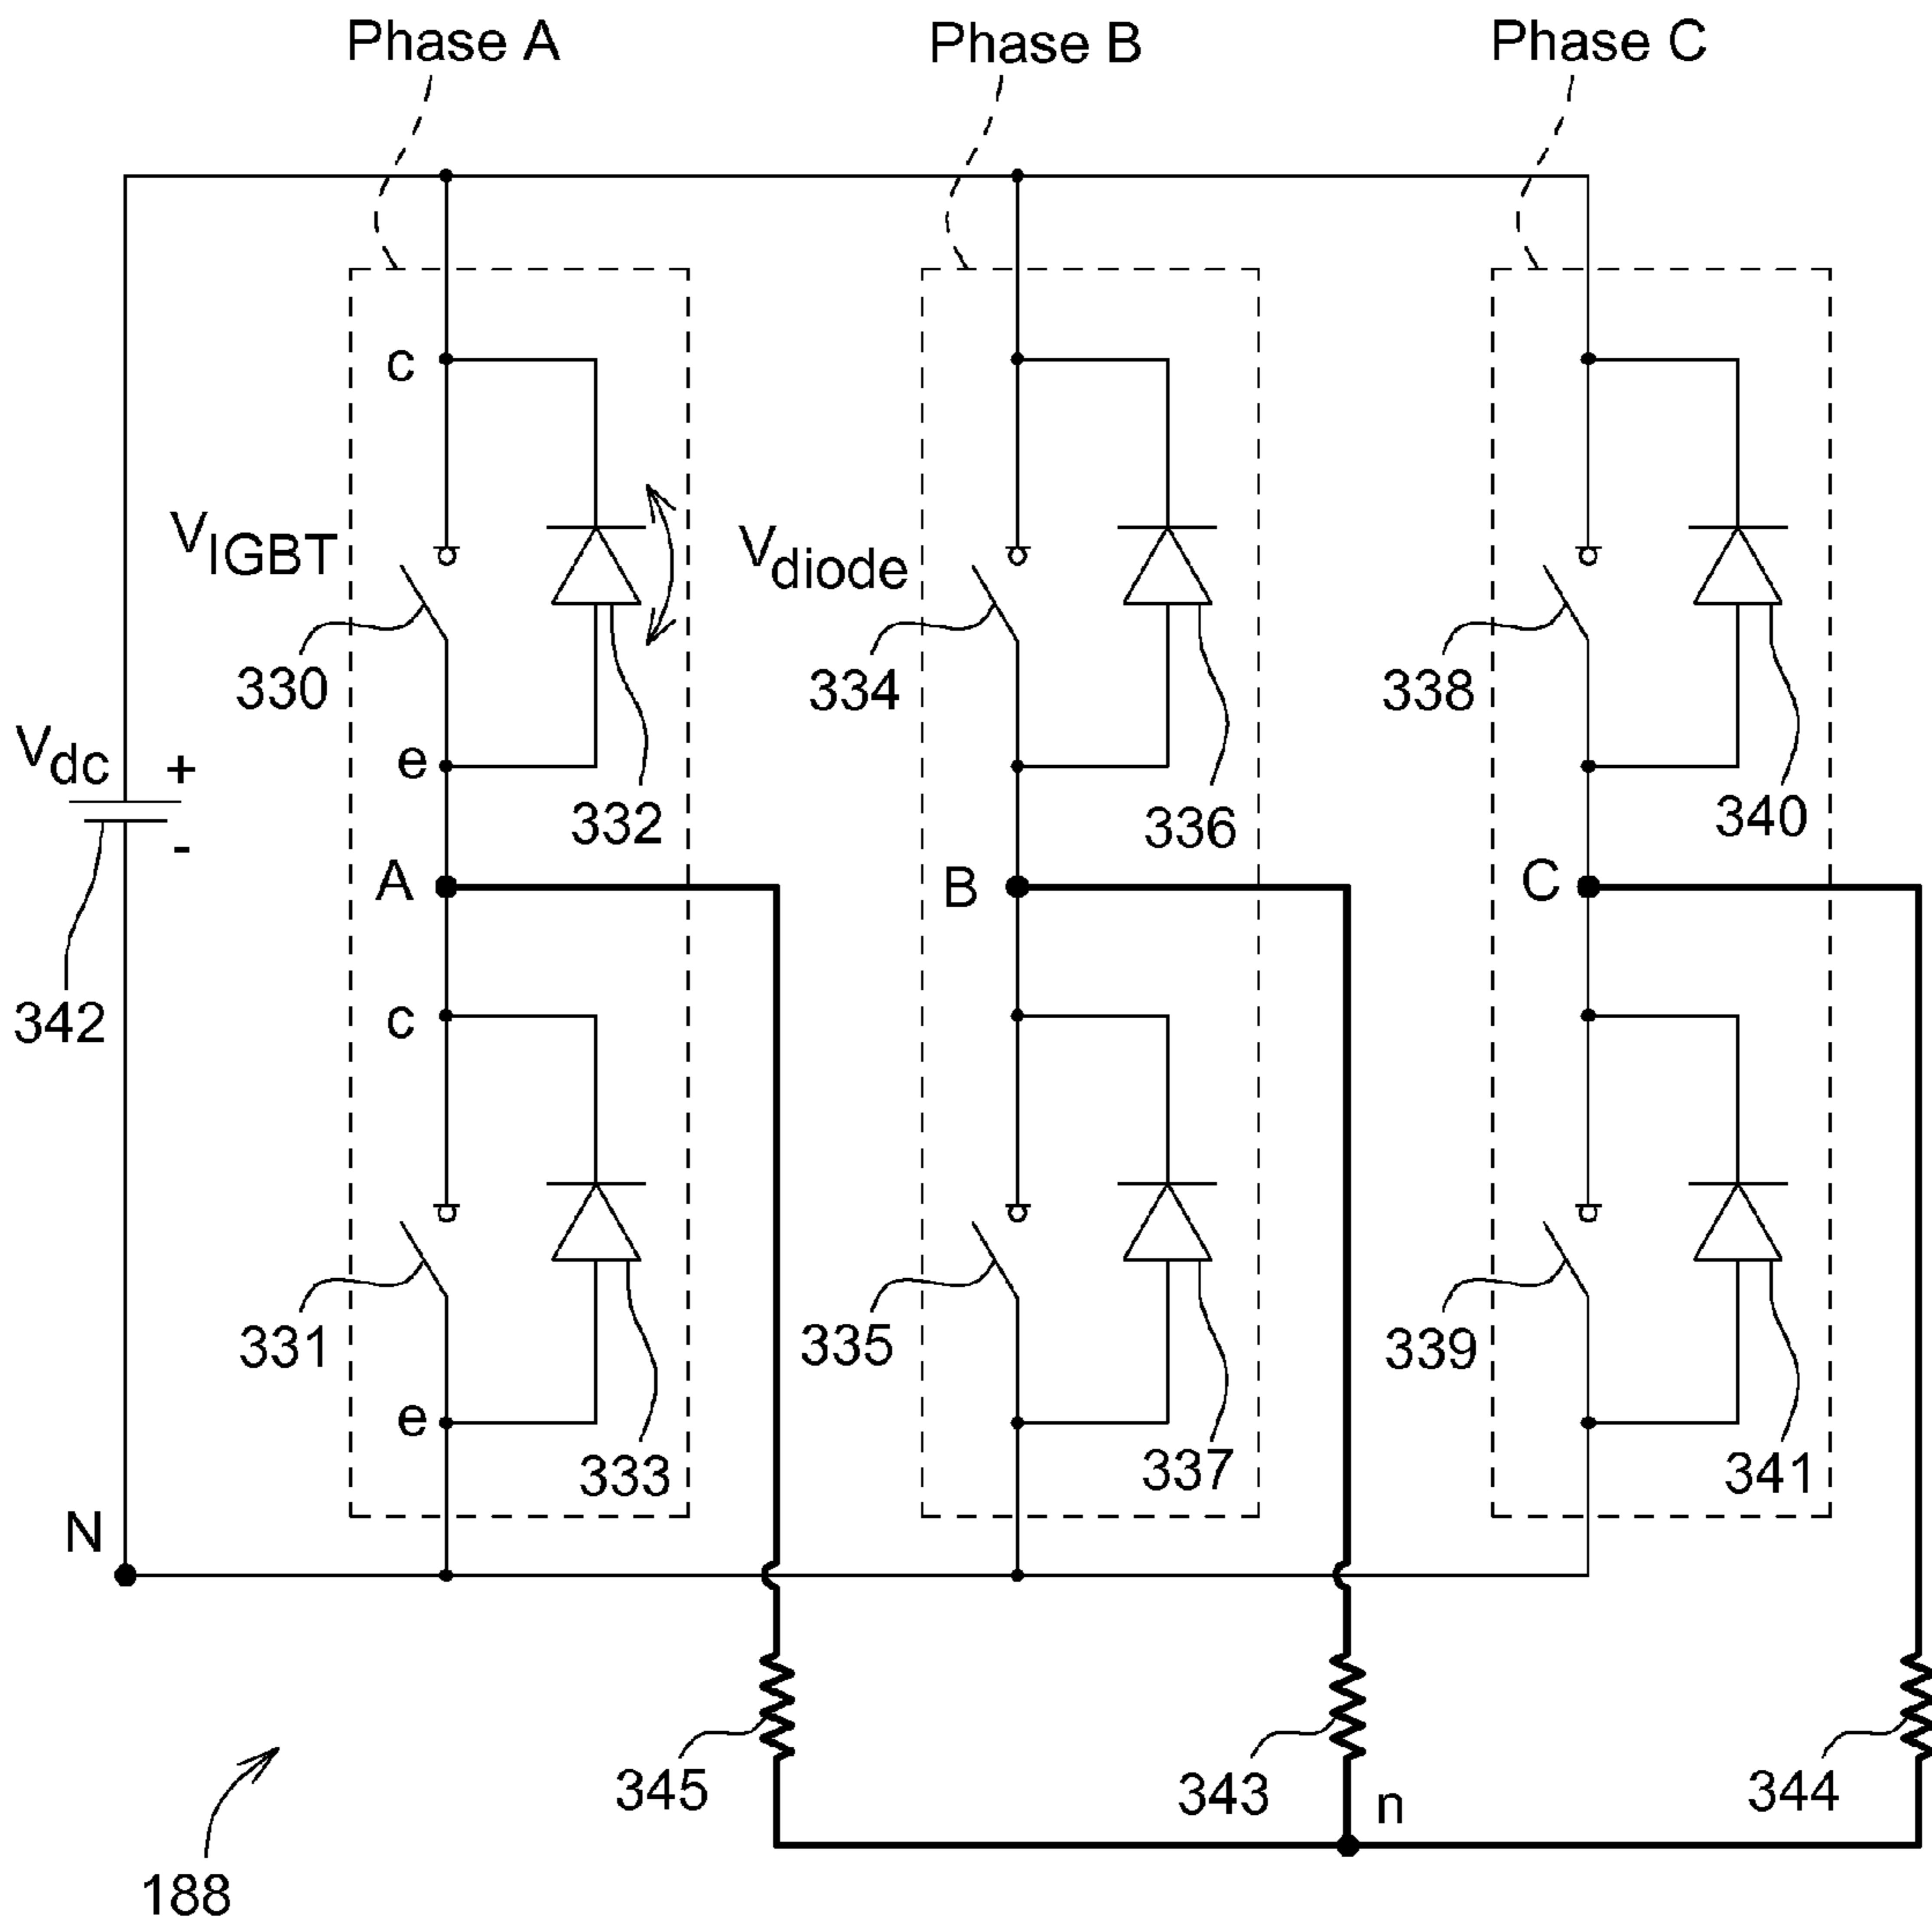 Phase A
Phase B
Phase C
c
VIGBT
Vdiode
330
334
338
e
Vdc
+
-
332
336
340
A
B
C
342
c
331
335
339
e
333
337
341
N
345
343
n
344
188